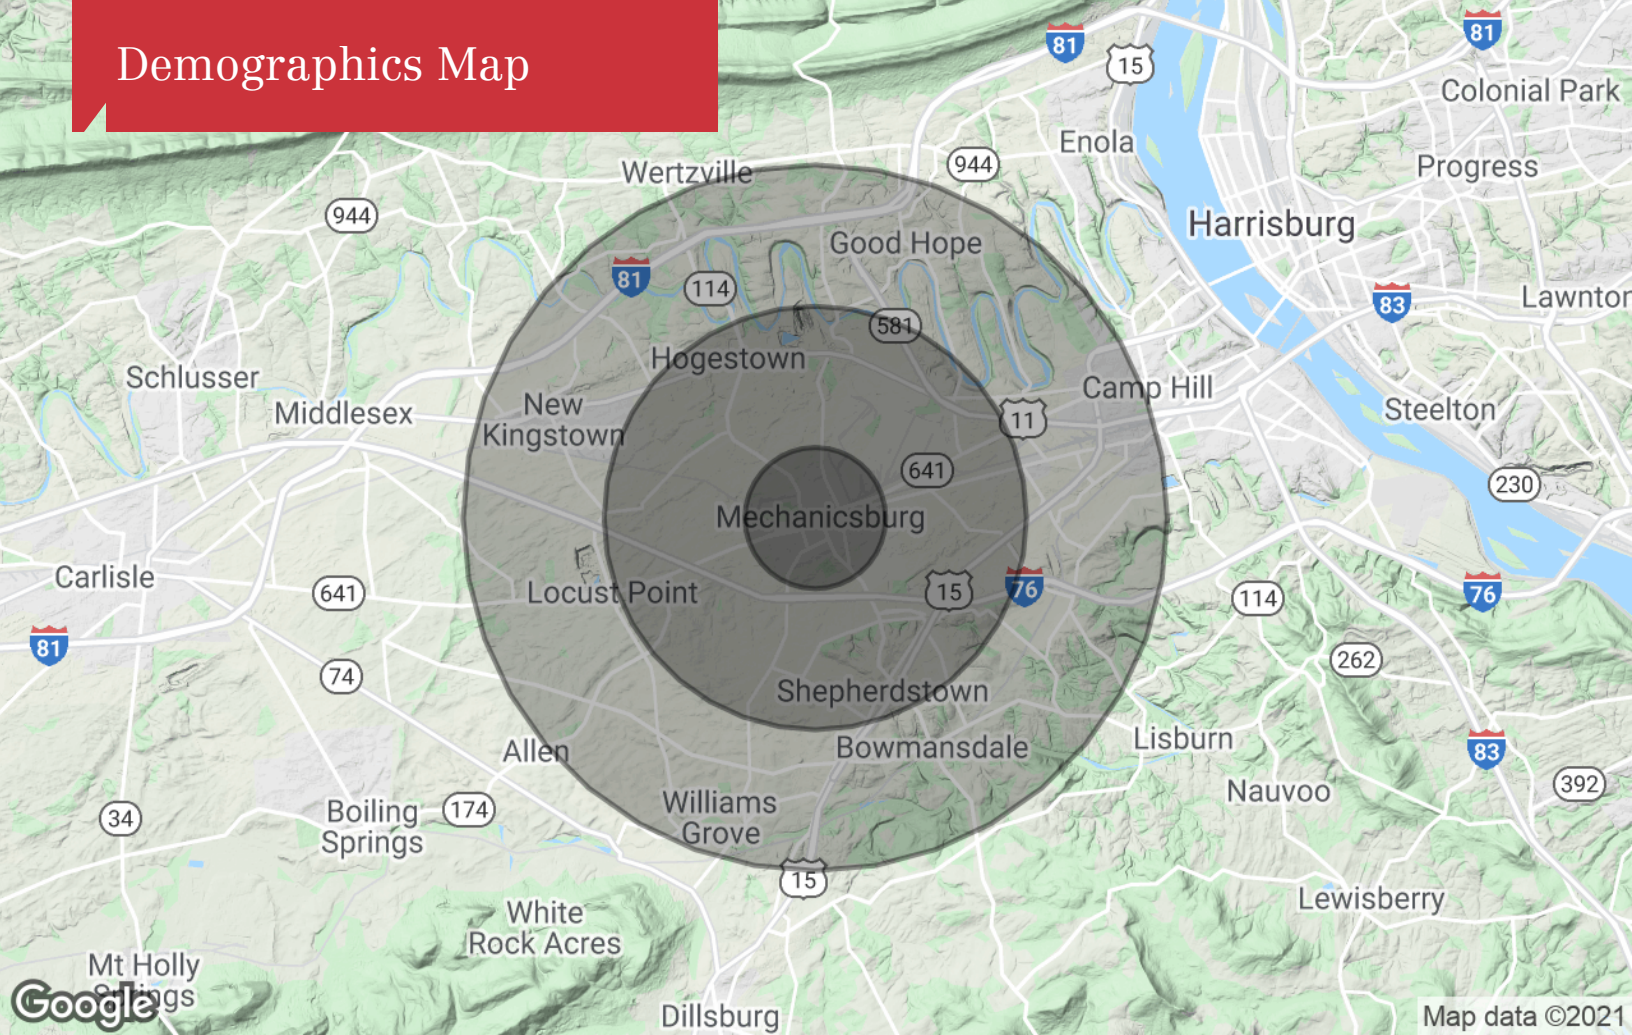 Demographics Map
81
15
81
Colonial Park
Enola
944
Progress
Wertzville
944
Harrisburg
Good Hope
81
114
83
Lawnton
581
Hogestown
Schlusser
Camp Hill
New
Kingstown
Middlesex
11
Steelton
641
230
Mechanicsburg
Carlisle
641
Locust Point
15
76
114
76
81
74
262
Shepherdstown
Allen
Bowmansdale
Lisburn
83
392
Nauvoo
Williams
Grove
34
Boiling
Springs
174
15
Lewisberry
White
Rock Acres
Mt Holly
Springs
Google
Dillsburg
Map data ©2021